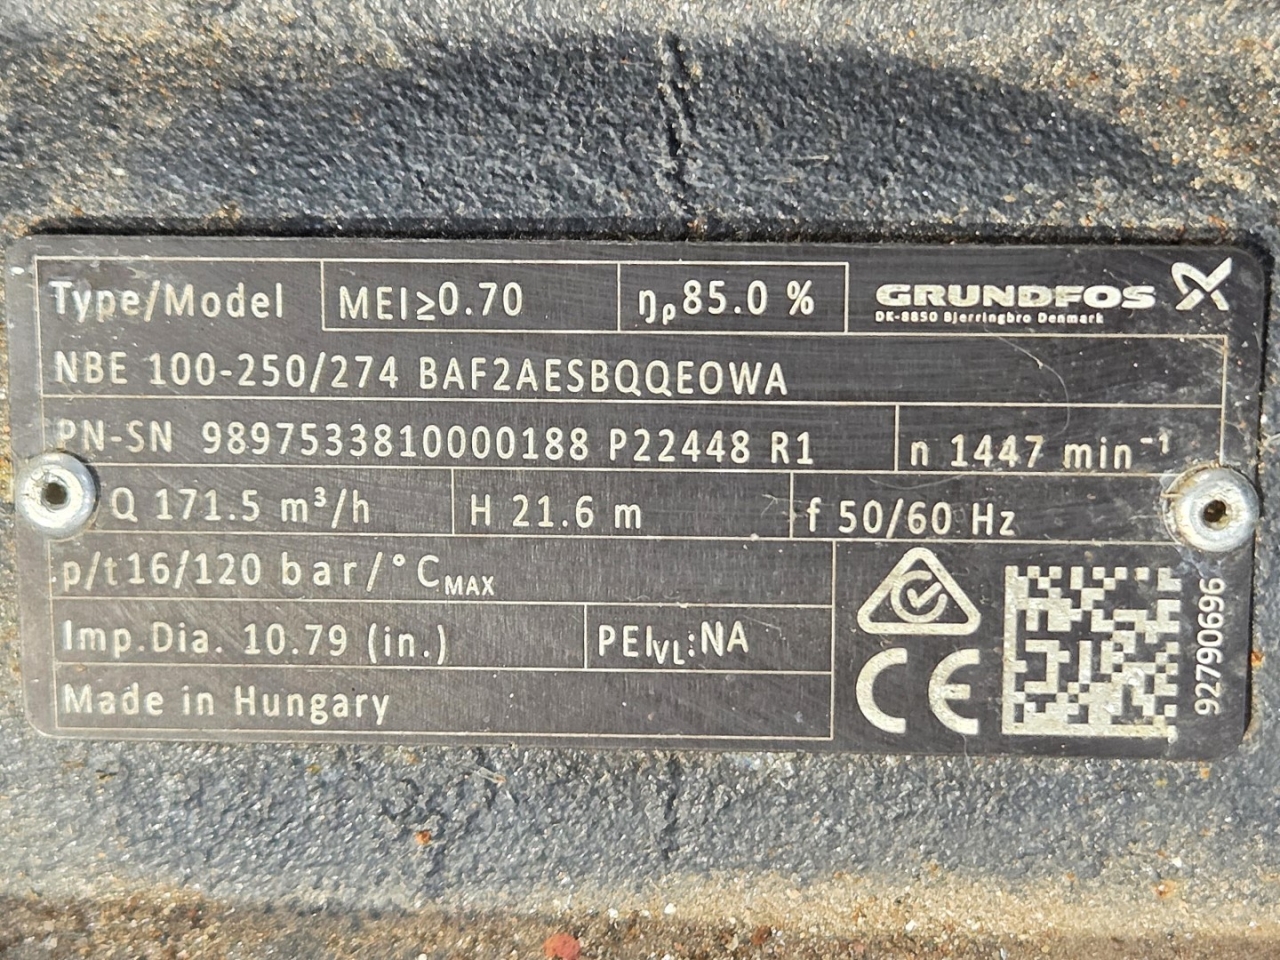 Type/Model MEI≥0.70 ηp85.0 % GRUNDFOS
DK-8850 Bjerringbro Denmark
NBE 100-250/274 BAF2AESBQQEOWA
PN-SN 9897533810000188 P22448 R1 n 1447 min⁻¹
Q 171.5 m³/h H 21.6 m f 50/60 Hz
p/t16/120 bar/°CMAX
Imp.Dia. 10.79 (in.) PEIVL:NA
Made in Hungary
CE
92790696